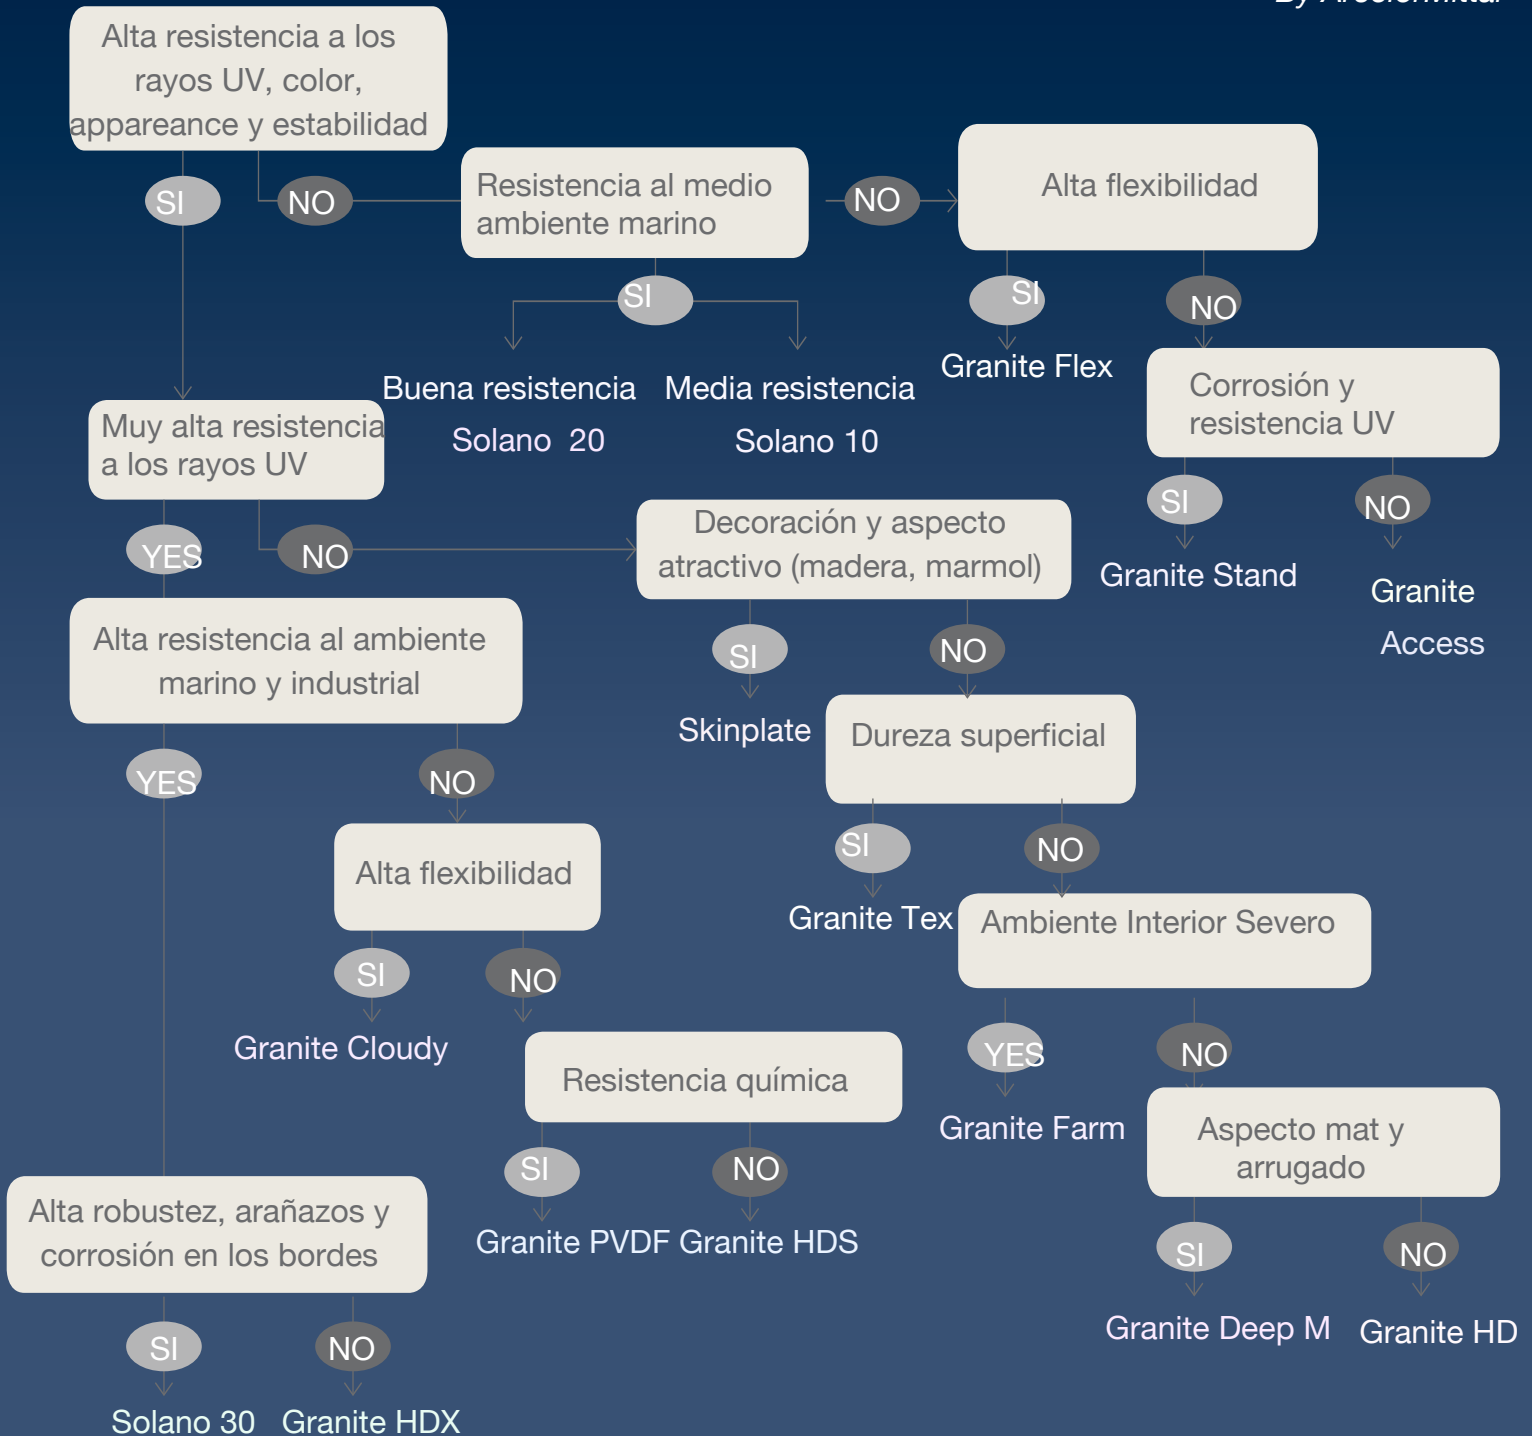 By ArcelorMittal
Alta resistencia a los
rayos UV, color,
appareance y estabilidad
Resistencia al medio
ambiente marino
Alta flexibilidad
SI
NO
NO
SI
SI
NO
Granite Flex
Buena resistencia
Solano 20
Media resistencia
Solano 10
Corrosión y
resistencia UV
Muy alta resistencia
a los rayos UV
SI
NO
YES
NO
Decoración y aspecto
atractivo (madera, marmol)
Granite Stand
Granite
Access
Alta resistencia al ambiente
marino y industrial
SI
NO
Skinplate
Dureza superficial
YES
NO
SI
NO
Alta flexibilidad
Granite Tex
Ambiente Interior Severo
SI
NO
Granite Cloudy
YES
NO
Resistencia química
Granite Farm
Aspecto mat y
arrugado
SI
NO
Alta robustez, arañazos y
corrosión en los bordes
Granite PVDF
Granite HDS
SI
NO
Granite Deep M
Granite HD
SI
NO
Solano 30
Granite HDX